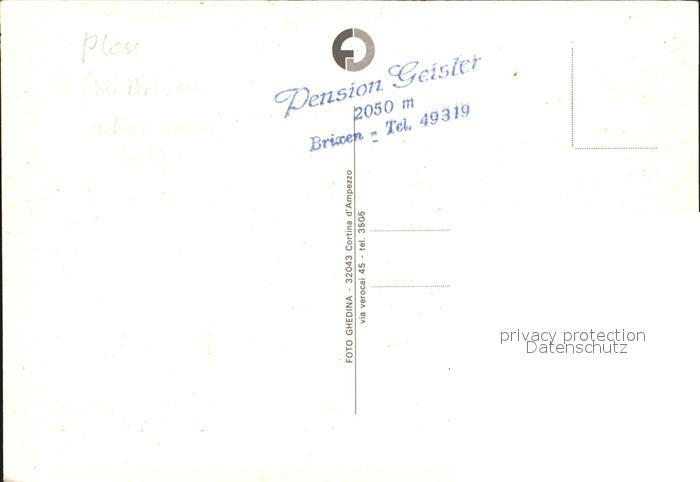 Plose
Pension Geisler
2050 m
Brixen - Tel. 49319
FOTO GHEDINA - 32043 Cortina d'Ampezzo
via verocai 45 - tel. 3505
privacy protection
Datenschutz